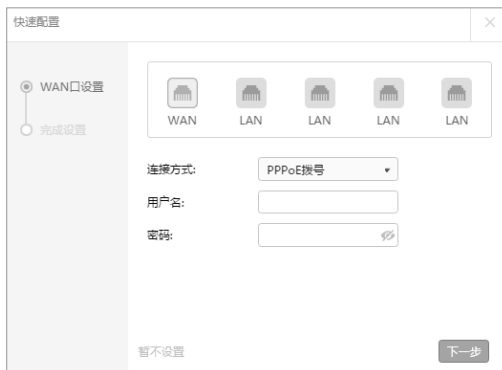 快速配置
WAN口设置
完成设置
WAN LAN LAN LAN LAN
连接方式: PPPoE拨号
用户名:
密码:
暂不设置 下一步